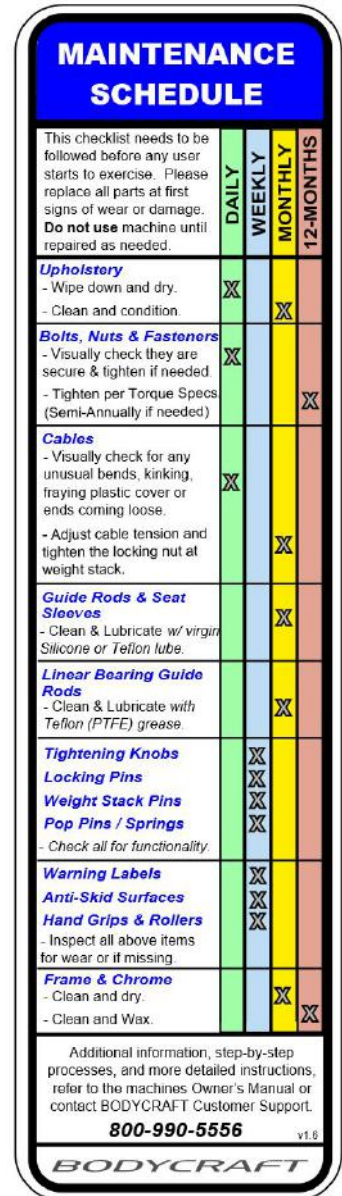 MAINTENANCE
SCHEDULE
This checklist needs to be
followed before any user
starts to exercise. Please
replace all parts at first
signs of wear or damage.
Do not use machine until
repaired as needed.
DAILY
WEEKLY
MONTHLY
12-MONTHS
Upholstery
- Wipe down and dry. X
- Clean and condition. X
Bolts, Nuts & Fasteners
- Visually check they are
secure & tighten if needed. X
- Tighten per Torque Specs. X
(Semi-Annually if needed)
Cables
- Visually check for any
unusual bends, kinking,
fraying plastic cover or X
ends coming loose.
- Adjust cable tension and
tighten the locking nut at X
weight stack.
Guide Rods & Seat
Sleeves X
- Clean & Lubricate w/ virgin
Silicone or Teflon lube.
Linear Bearing Guide
Rods
- Clean & Lubricate with X
Teflon (PTFE) grease.
Tightening Knobs X
Locking Pins X
Weight Stack Pins X
Pop Pins / Springs X
- Check all for functionality.
Warning Labels X
Anti-Skid Surfaces X
Hand Grips & Rollers X
- Inspect all above items
for wear or if missing.
Frame & Chrome
- Clean and dry. X
- Clean and Wax. X
Additional information, step-by-step
processes, and more detailed instructions,
refer to the machines Owner's Manual or
contact BODYCRAFT Customer Support.
800-990-5556
v1.6
BODYCRAFT